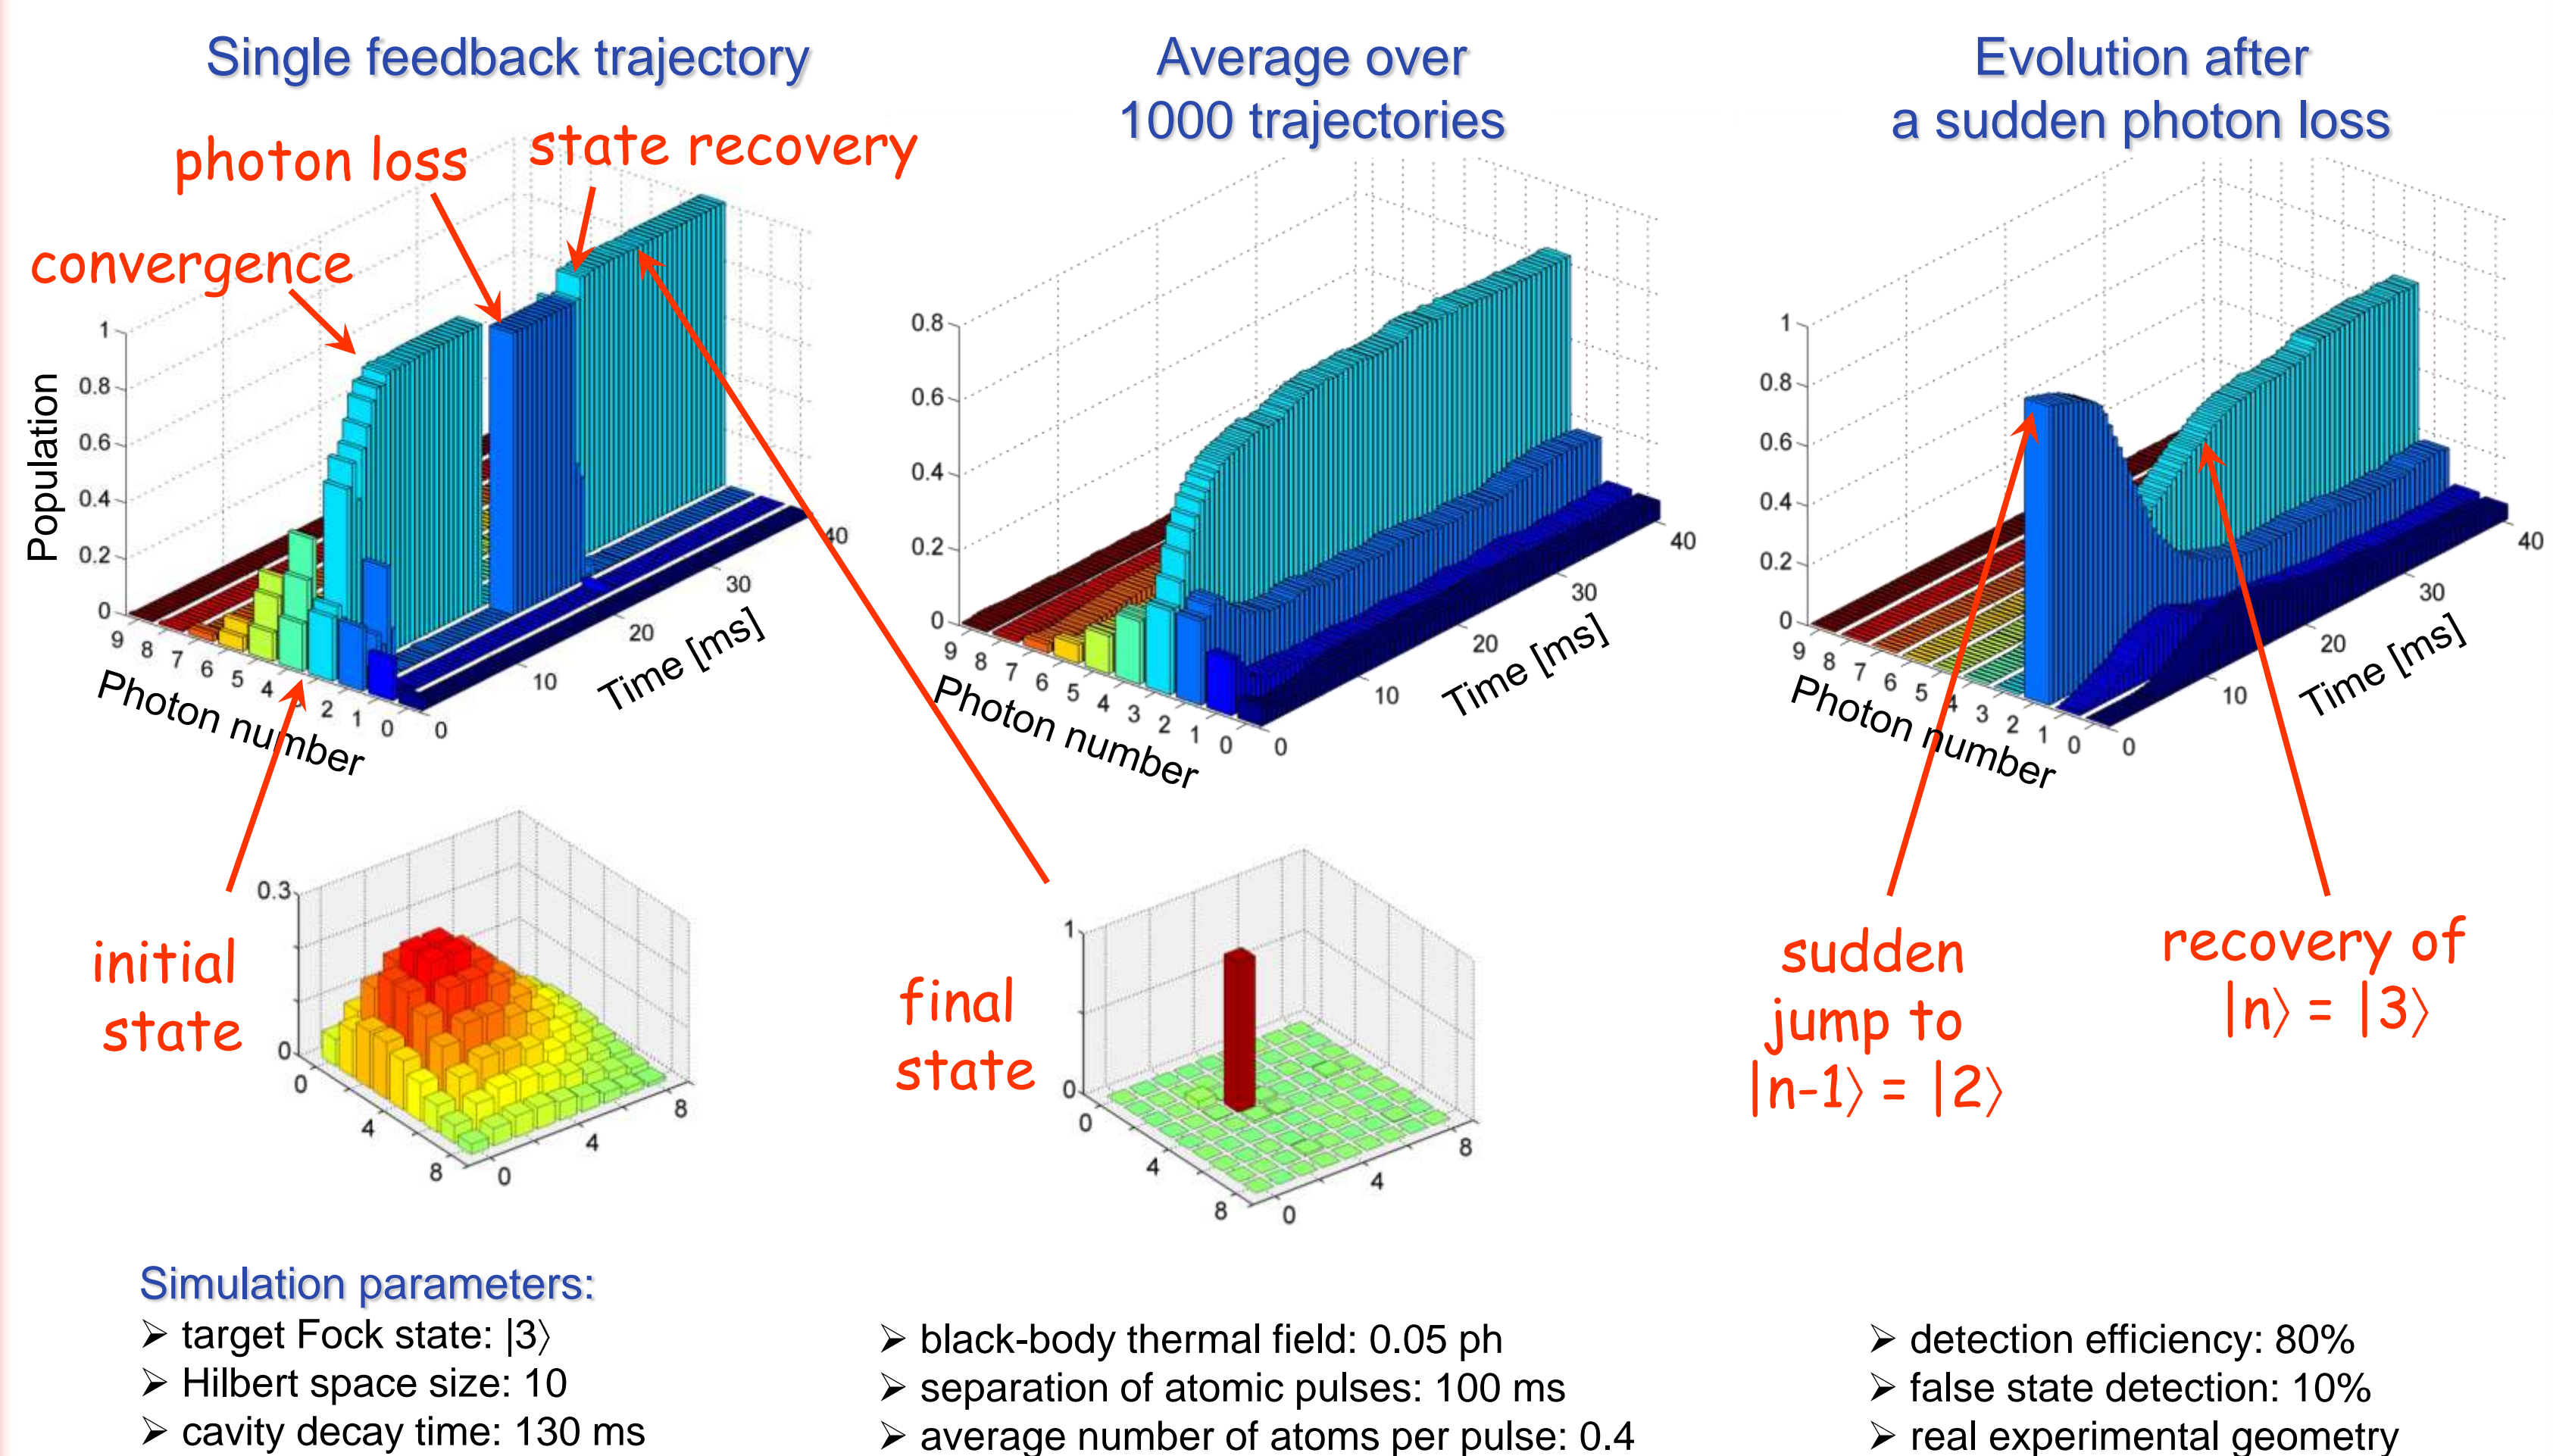 Single feedback trajectory
Average over
1000 trajectories
Evolution after
a sudden photon loss
photon loss
state recovery
convergence
Population
1
0.8
0.6
0.4
0.2
0
9
8
7
6
5
4
2
1
0
0
10
20
30
40
Photon number
Time [ms]
0.8
0.6
0.4
0.2
0
9
8
7
6
5
4
3
2
1
0
0
10
20
30
40
Photon number
Time [ms]
1
0.8
0.6
0.4
0.2
0
9
8
7
6
5
4
3
2
1
0
0
10
20
30
40
Photon number
Time [ms]
initial
state
0.3
0
0
4
8
0
4
8
final
state
1
0
0
4
8
0
4
8
sudden
jump to
|n-1⟩ = |2⟩
recovery of
|n⟩ = |3⟩
Simulation parameters:
➢ target Fock state: |3⟩
➢ Hilbert space size: 10
➢ cavity decay time: 130 ms
➢ black-body thermal field: 0.05 ph
➢ separation of atomic pulses: 100 ms
➢ average number of atoms per pulse: 0.4
➢ detection efficiency: 80%
➢ false state detection: 10%
➢ real experimental geometry